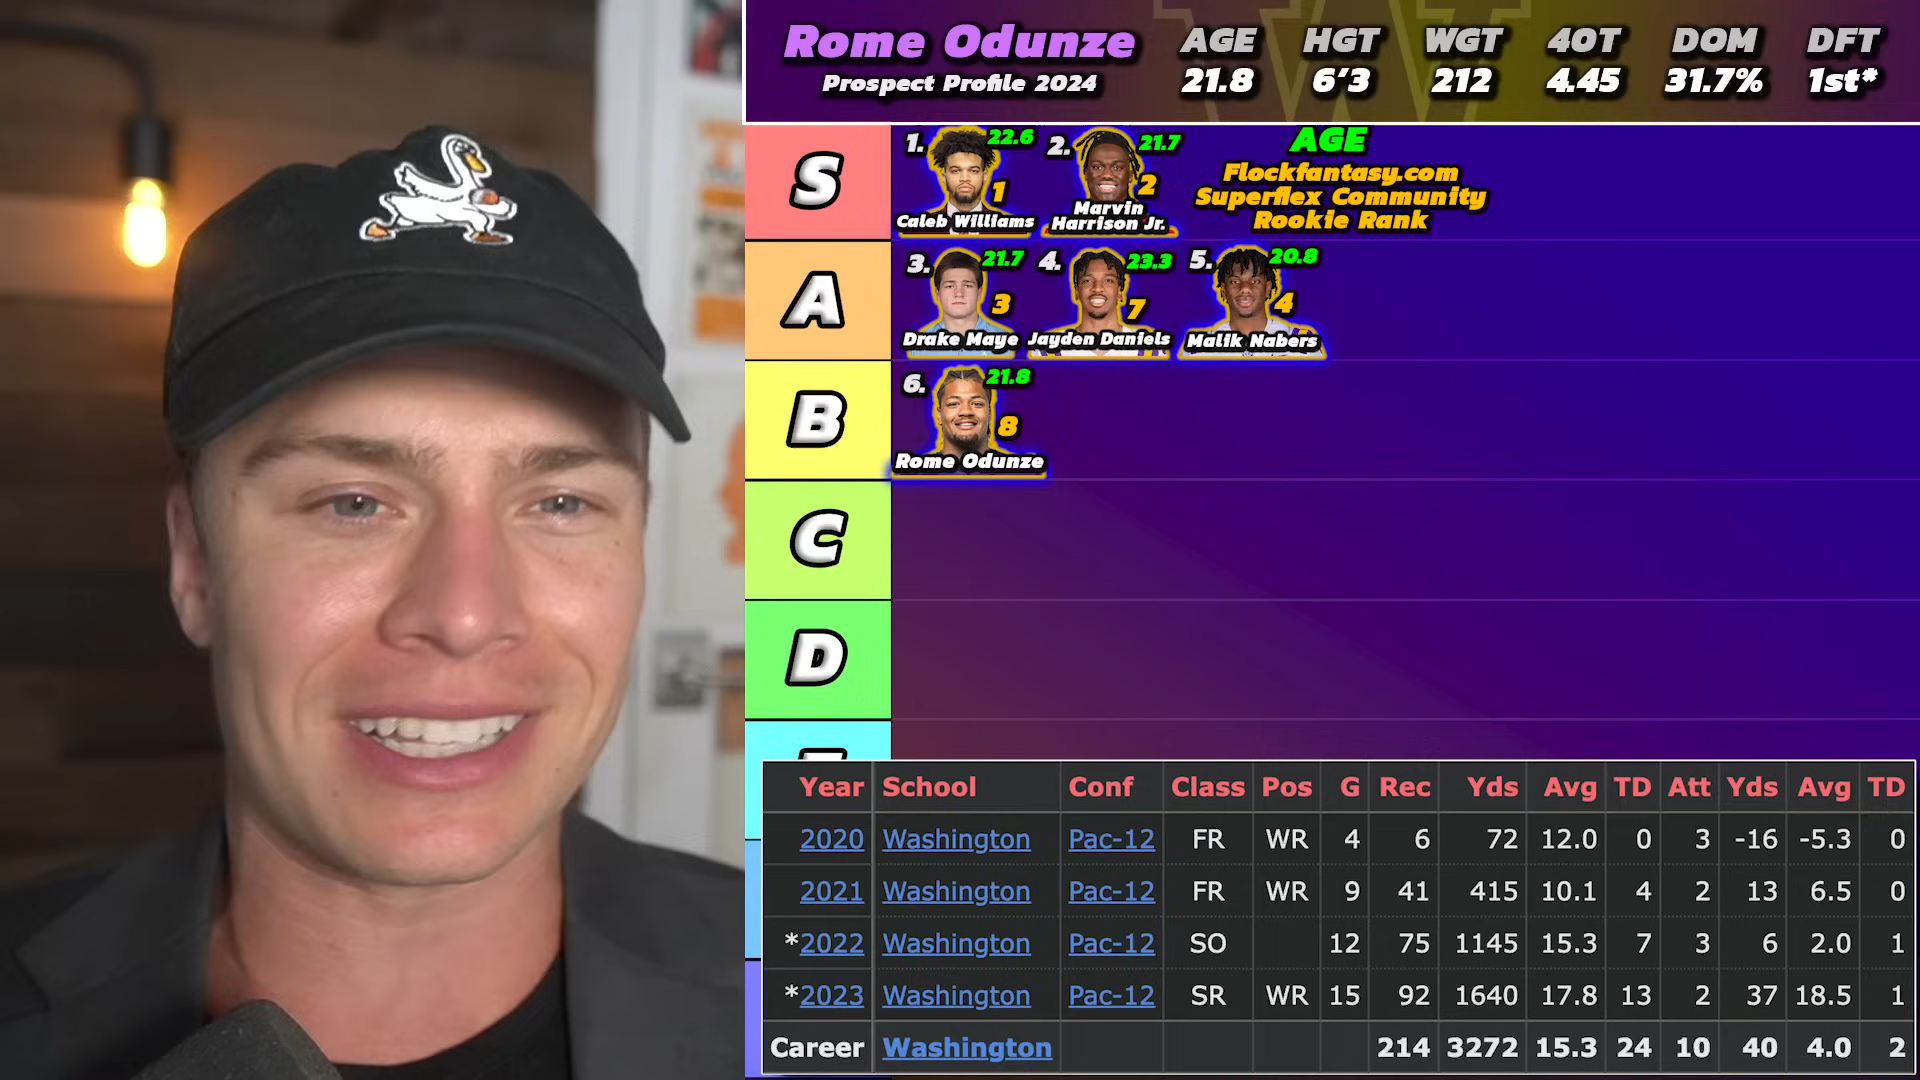 Rome Odunze
Prospect Profile 2024
AGE HGT WGT 40T DOM DFT
21.8 6'3 212 4.45 31.7% 1st*
S
1. 22.6 1 Caleb Williams
2. 21.7 2 Marvin
Harrison Jr.
AGE
Flockfantasy.com
Superflex Community
Rookie Rank
A
3. 21.7 3 Drake Maye
4. 23.3 7 Jayden Daniels
5. 20.8 4 Malik Nabers
B
6. 21.8 8 Rome Odunze
C
D
Year School Conf Class Pos G Rec Yds Avg TD Att Yds Avg TD
2020 Washington Pac-12 FR WR 4 6 72 12.0 0 3 -16 -5.3 0
2021 Washington Pac-12 FR WR 9 41 415 10.1 4 2 13 6.5 0
*2022 Washington Pac-12 SO 12 75 1145 15.3 7 3 6 2.0 1
*2023 Washington Pac-12 SR WR 15 92 1640 17.8 13 2 37 18.5 1
Career Washington 214 3272 15.3 24 10 40 4.0 2